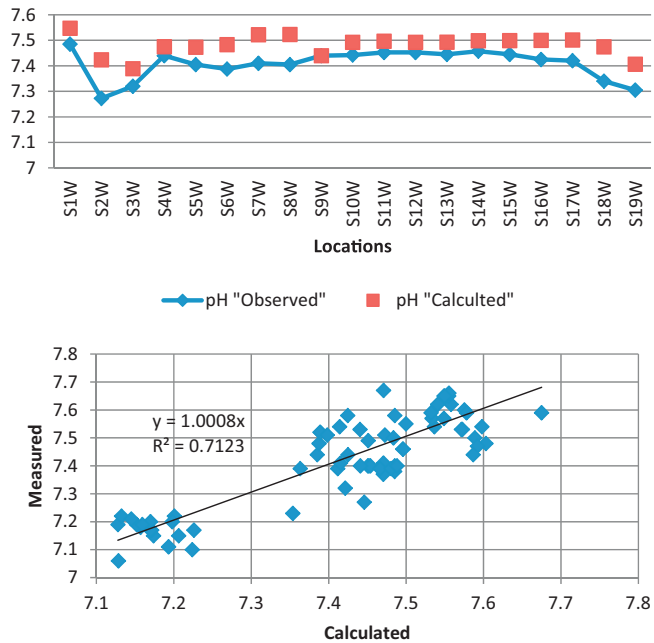 7.6
7.5
7.4
7.3
7.2
7.1
7
S1W S2W S3W S4W S5W S6W S7W S8W S9W S10W S11W S12W S13W S14W S15W S16W S17W S18W S19W
Locations
pH "Observed" pH "Calculted"
7.8
7.7
7.6
7.5
7.4
7.3
7.2
7.1
7
Measured
y = 1.0008x
R² = 0.7123
7.1 7.2 7.3 7.4 7.5 7.6 7.7 7.8
Calculated